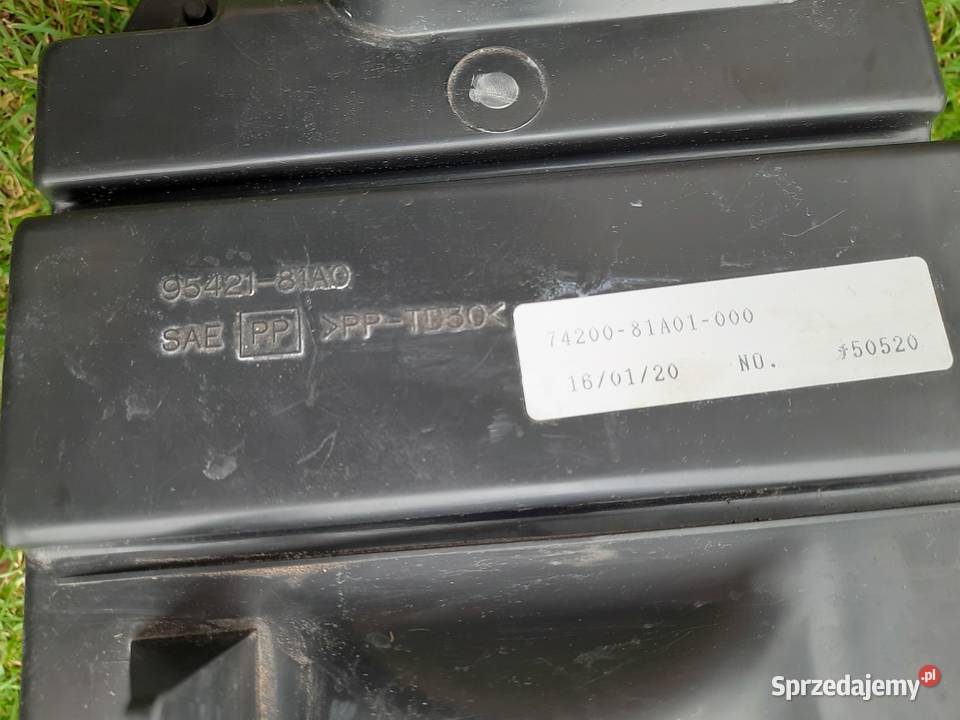 95421-81A0
SAE PP >PP-TD30<
74200-81A01-000
16/01/20 NO. 50520
Sprzedajemy.pl